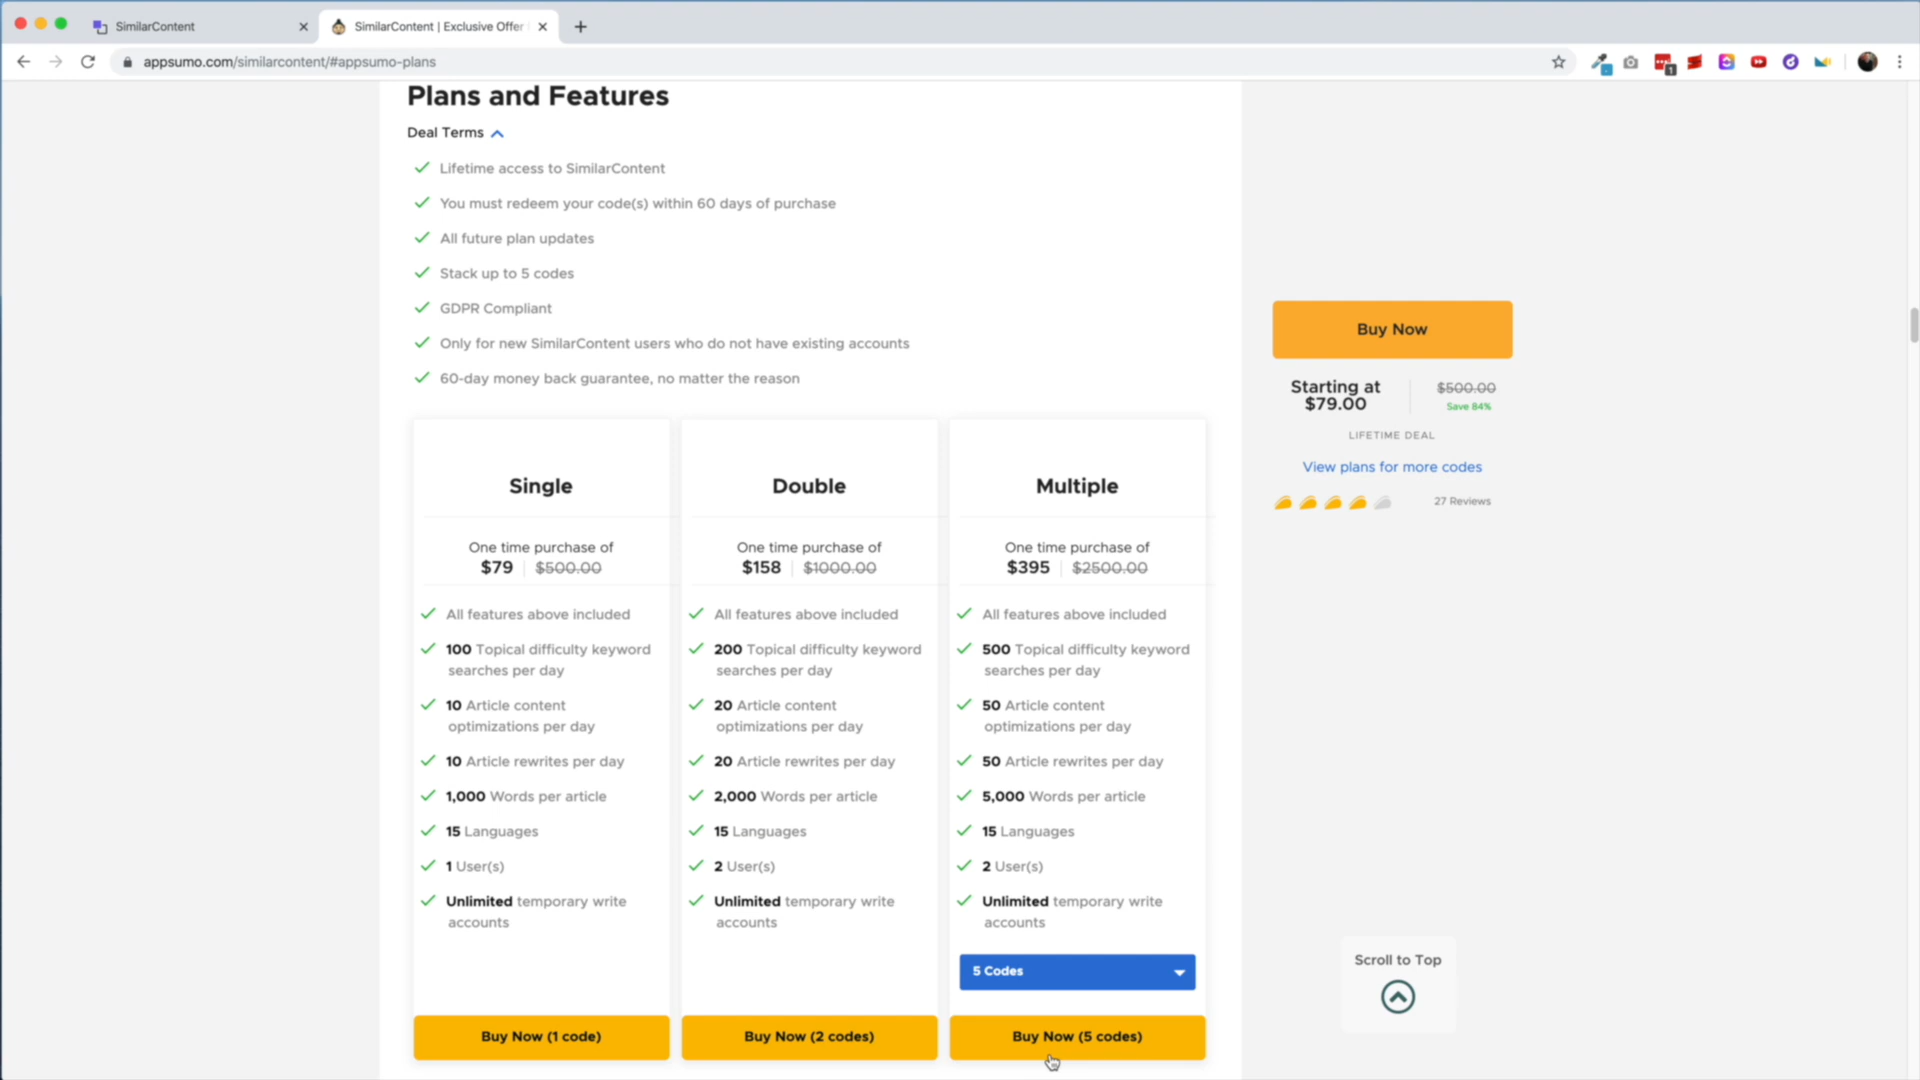 SimilarContent
SimilarContent | Exclusive Offer
appsumo.com/similarcontent/#appsumo-plans
1
Plans and Features
Deal Terms
Lifetime access to SimilarContent
You must redeem your code(s) within 60 days of purchase
All future plan updates
Stack up to 5 codes
GDPR Compliant
Only for new SimilarContent users who do not have existing accounts
60-day money back guarantee, no matter the reason
Single
One time purchase of
$79 $500.00
All features above included
100 Topical difficulty keyword
searches per day
10 Article content
optimizations per day
10 Article rewrites per day
1,000 Words per article
15 Languages
1 User(s)
Unlimited temporary write
accounts
Buy Now (1 code)
Double
One time purchase of
$158 $1000.00
All features above included
200 Topical difficulty keyword
searches per day
20 Article content
optimizations per day
20 Article rewrites per day
2,000 Words per article
15 Languages
2 User(s)
Unlimited temporary write
accounts
Buy Now (2 codes)
Multiple
One time purchase of
$395 $2500.00
All features above included
500 Topical difficulty keyword
searches per day
50 Article content
optimizations per day
50 Article rewrites per day
5,000 Words per article
15 Languages
2 User(s)
Unlimited temporary write
accounts
5 Codes
Buy Now (5 codes)
Buy Now
Starting at
$79.00
$500.00
Save 84%
LIFETIME DEAL
View plans for more codes
27 Reviews
Scroll to Top